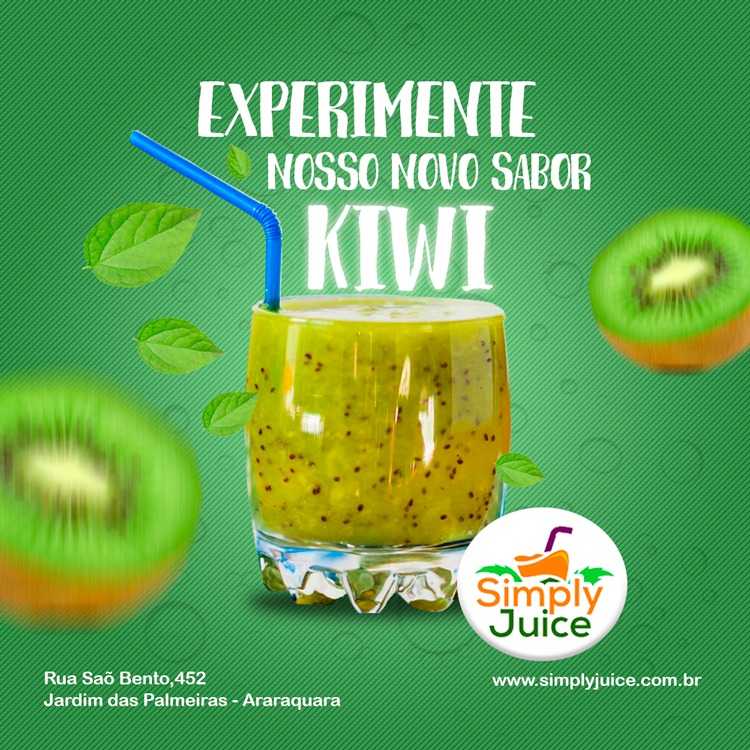 EXPERIMENTE
NOSSO NOVO SABOR
KIWI
Simply
Juice
Rua Saõ Bento,452
Jardim das Palmeiras - Araraquara
www.simplyjuice.com.br